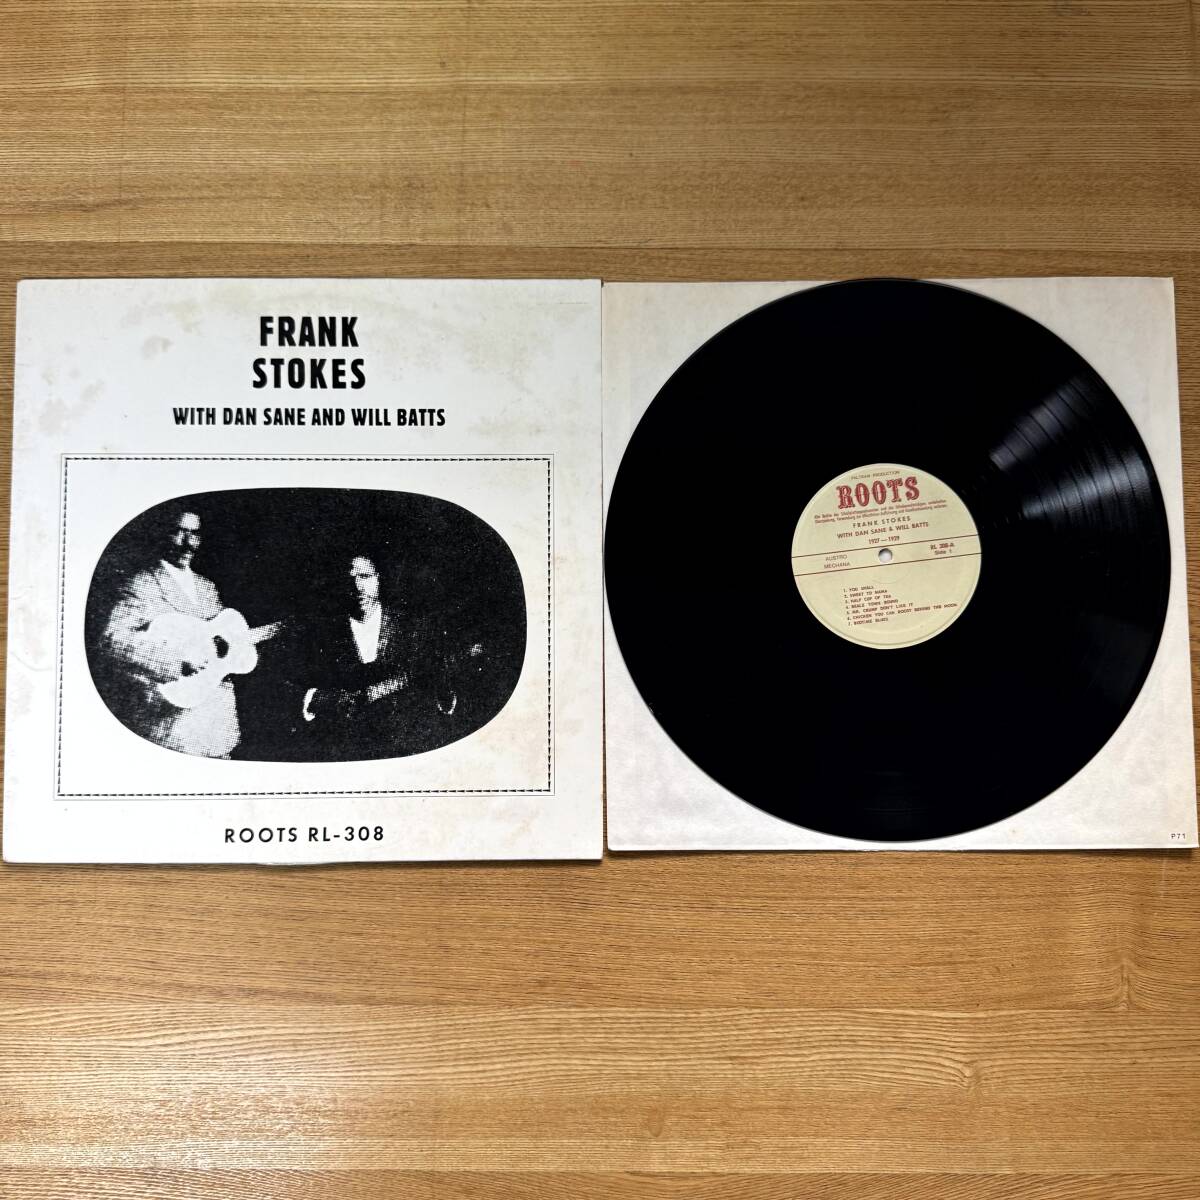 FRANK
STOKES
WITH DAN SANE AND WILL BATTS
ROOTS RL-308
PALTRAM PRODUCTION
ROOTS
FRANK STOKES
WITH DAN SANE & WILL BATTS
1927—1929
AUSTRO
MECHANA
RL 308-A
Side 1
1. YOU SHALL
2. SWEET TO MAMA
3. HALF CUP OF TEA
4. BEALE TOWN BOUND
5. MR. CRUMP DON'T LIKE IT
6. CHICKEN YOU CAN ROOST BEHIND THE MOON
7. BEDTIME BLUES
P71